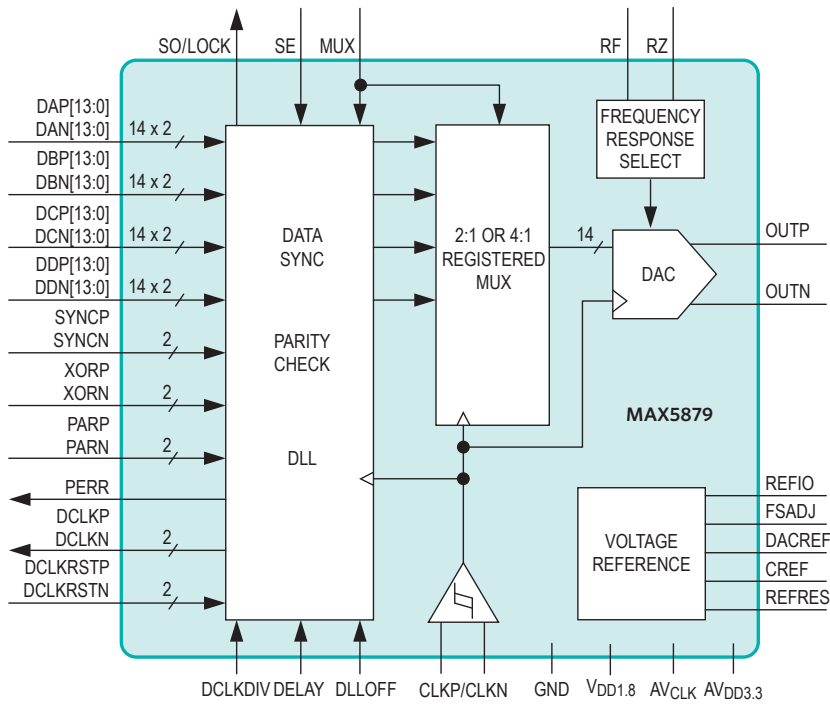 SO/LOCK SE MUX RF RZ
DAP[13:0]
DAN[13:0] 14 x 2
DBP[13:0]
DBN[13:0] 14 x 2
DCP[13:0]
DCN[13:0] 14 x 2
DDP[13:0]
DDN[13:0] 14 x 2
SYNCP
SYNCN 2
XORP
XORN 2
PARP
PARN 2
PERR
DCLKP
DCLKN 2
DCLKRSTP
DCLKRSTN 2
DATA
SYNC
PARITY
CHECK
DLL
2:1 OR 4:1
REGISTERED
MUX
FREQUENCY
RESPONSE
SELECT
14
DAC
OUTP
OUTN
MAX5879
VOLTAGE
REFERENCE
REFIO
FSADJ
DACREF
CREF
REFRES
DCLKDIV DELAY DLLOFF CLKP/CLKN GND VDD1.8 AVCLK AVDD3.3